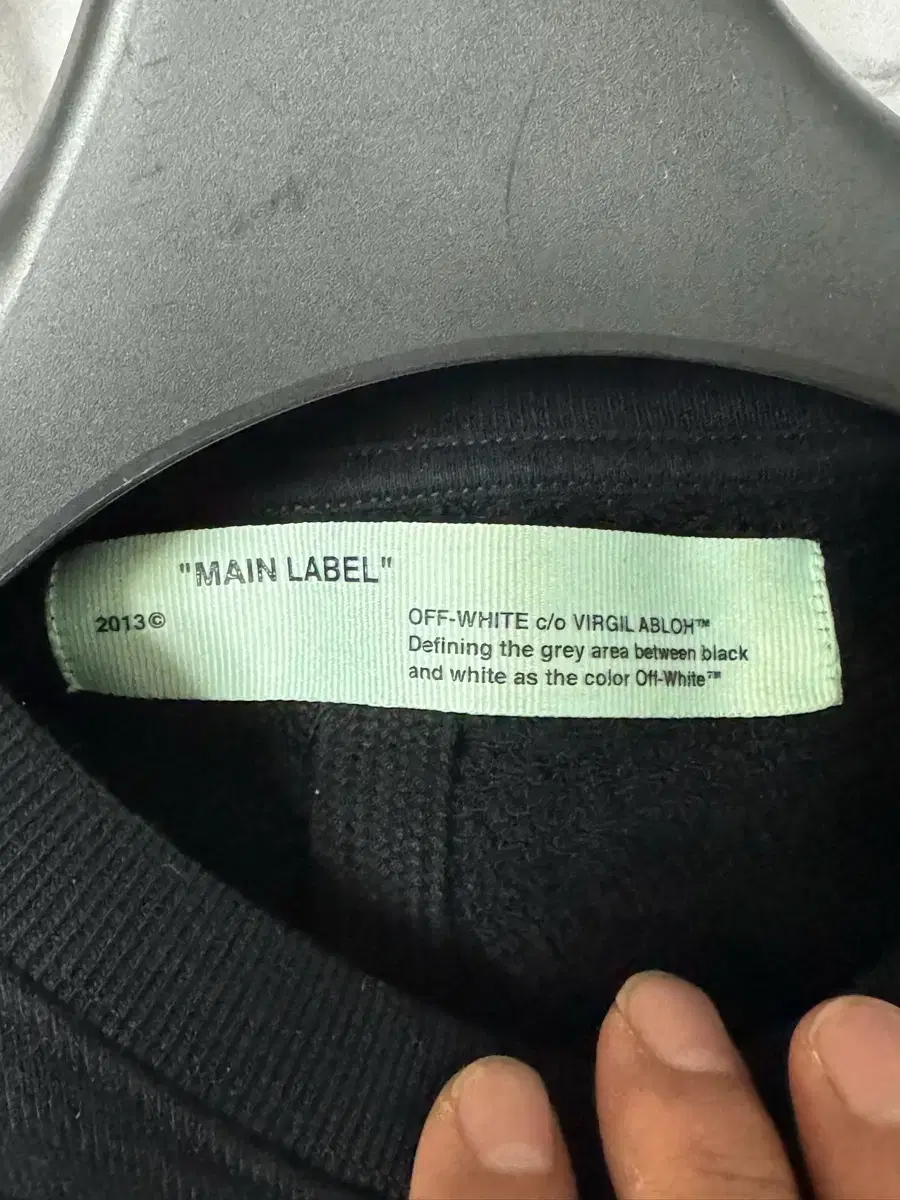 "MAIN LABEL"
2013©
OFF-WHITE c/o VIRGIL ABLOH™
Defining the grey area between black
and white as the color Off-White™